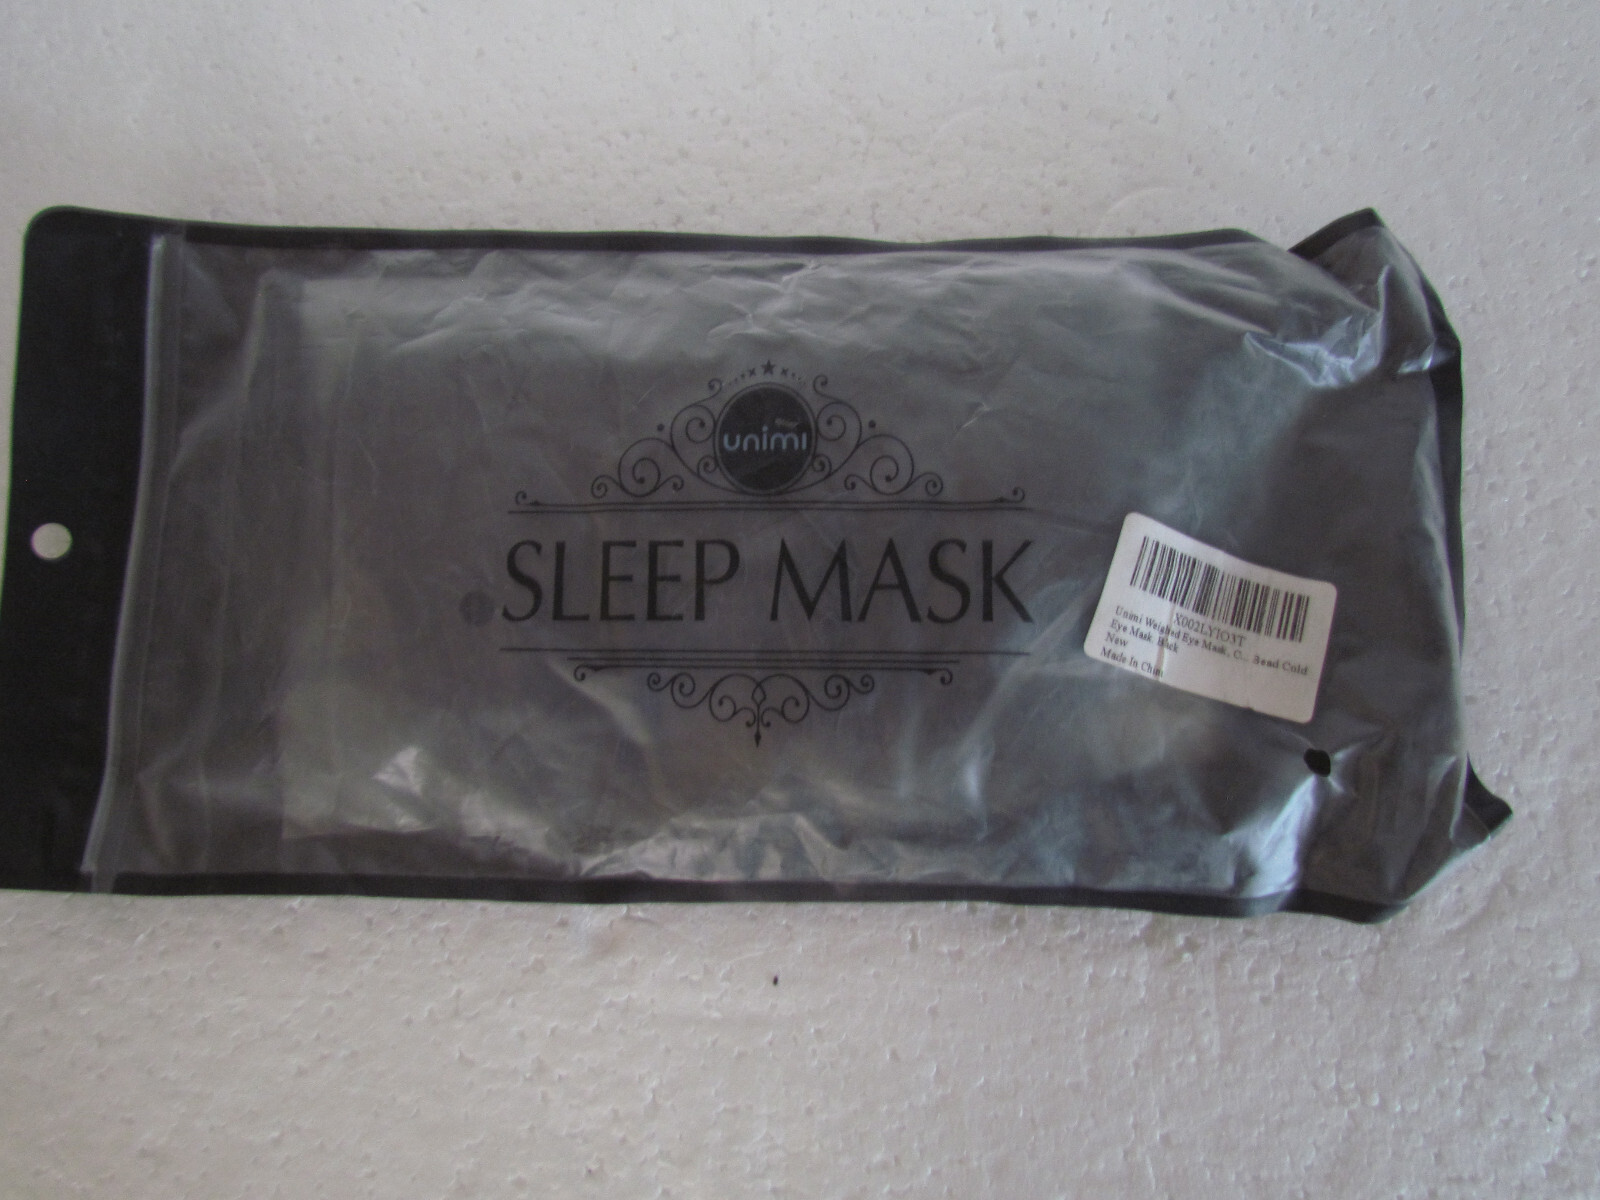 unimi
SLEEP MASK
X002LYIO3T
Unimi Weighted Eye Mask, C... Bead Cold
Eye Mask, Black
New
Made In China